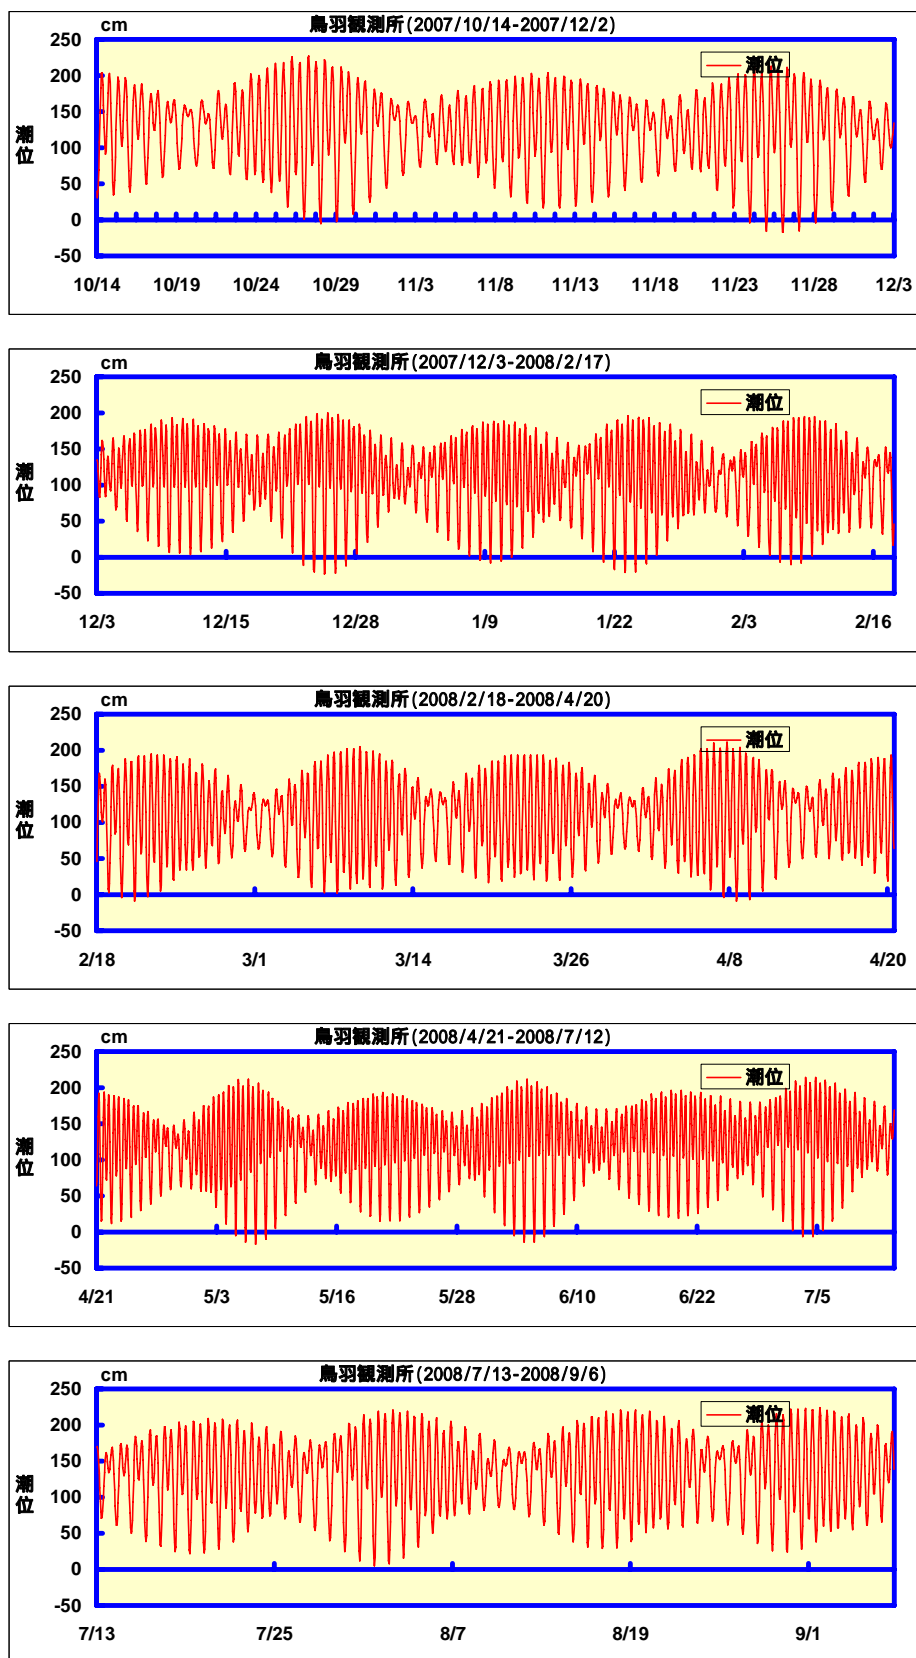 cm
鳥羽観測所(2007/10/14-2007/12/2)
250
200
150
100
50
0
-50
潮位
潮位
10/14 10/19 10/24 10/29 11/3 11/8 11/13 11/18 11/23 11/28 12/3
cm
鳥羽観測所(2007/12/3-2008/2/17)
250
200
150
100
50
0
-50
潮位
潮位
12/3 12/15 12/28 1/9 1/22 2/3 2/16
cm
鳥羽観測所(2008/2/18-2008/4/20)
250
200
150
100
50
0
-50
潮位
潮位
2/18 3/1 3/14 3/26 4/8 4/20
cm
鳥羽観測所(2008/4/21-2008/7/12)
250
200
150
100
50
0
-50
潮位
潮位
4/21 5/3 5/16 5/28 6/10 6/22 7/5
cm
鳥羽観測所(2008/7/13-2008/9/6)
250
200
150
100
50
0
-50
潮位
潮位
7/13 7/25 8/7 8/19 9/1